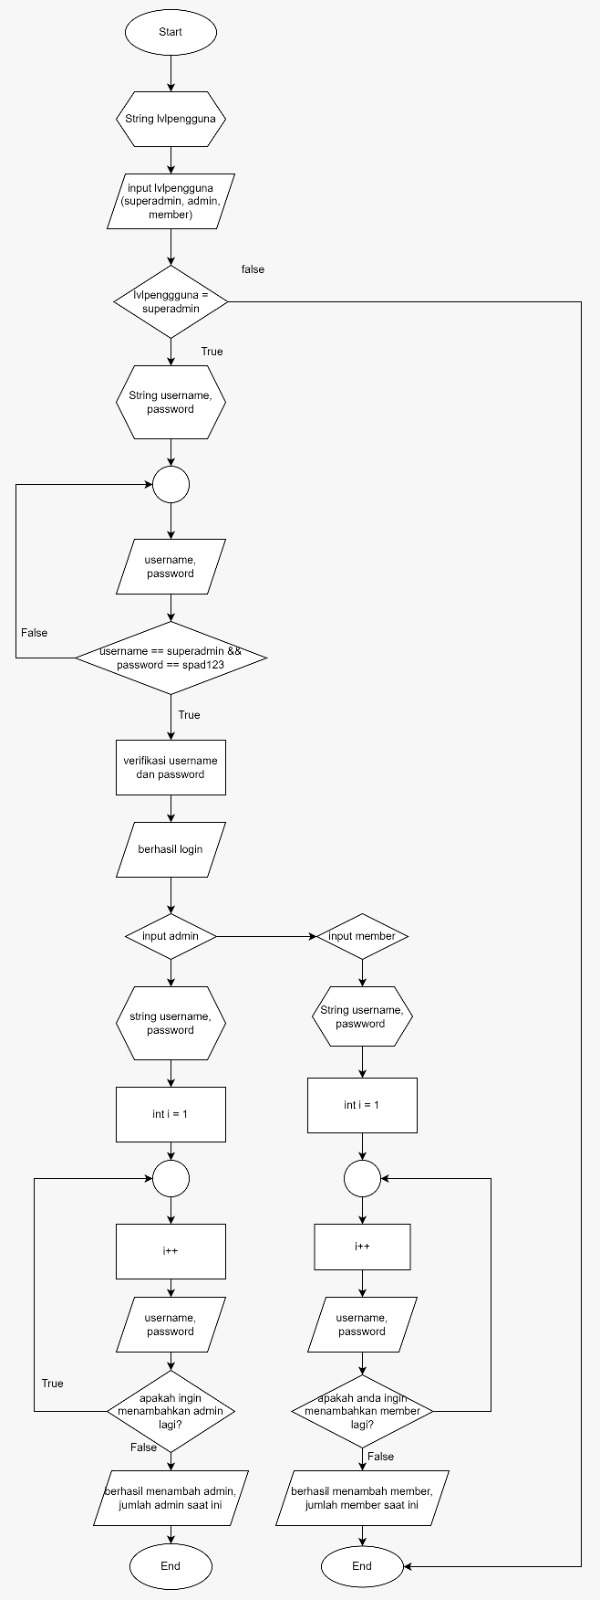 Start
String lvlpengguna
input lvlpengguna
(superadmin, admin,
member)
false
lvlpenggguna =
superadmin
True
String username,
password
username,
password
False
username == superadmin &&
password == spad123
True
verifikasi username
dan password
berhasil login
input admin
input member
string username,
password
String username,
paswword
int i = 1
int i = 1
i++
i++
username,
password
username,
password
True
apakah ingin
menambahkan admin
lagi?
apakah anda ingin
menambahkan member
lagi?
False
False
berhasil menambah admin,
jumlah admin saat ini
berhasil menambah member,
jumlah member saat ini
End
End